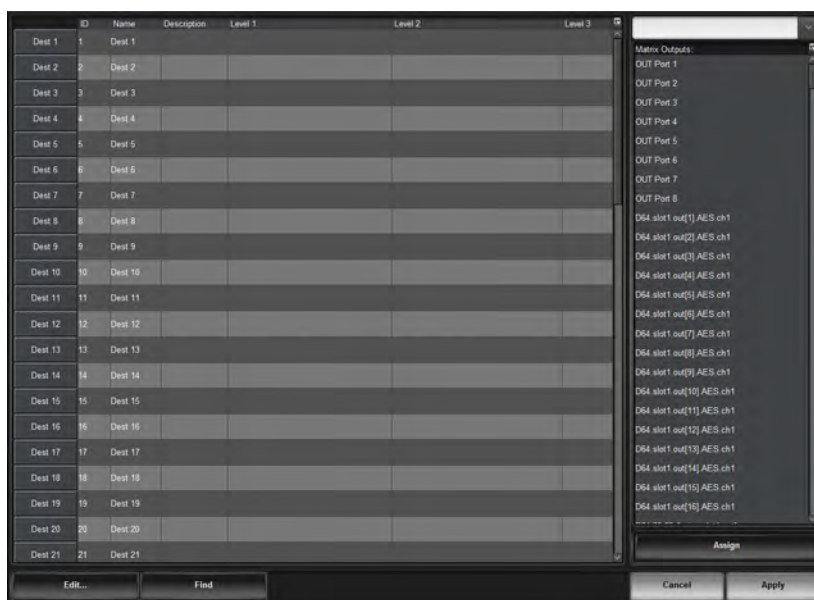 ID Name Description Level 1 Level 2 Level 3
Dest 1 1 Dest 1
Dest 2 2 Dest 2
Dest 3 3 Dest 3
Dest 4 4 Dest 4
Dest 5 5 Dest 5
Dest 6 6 Dest 6
Dest 7 7 Dest 7
Dest 8 8 Dest 8
Dest 9 9 Dest 9
Dest 10 10 Dest 10
Dest 11 11 Dest 11
Dest 12 12 Dest 12
Dest 13 13 Dest 13
Dest 14 14 Dest 14
Dest 15 15 Dest 15
Dest 16 16 Dest 16
Dest 17 17 Dest 17
Dest 18 18 Dest 18
Dest 19 19 Dest 19
Dest 20 20 Dest 20
Dest 21 21 Dest 21
Edit... Find
Matrix Outputs:
OUT Port 1
OUT Port 2
OUT Port 3
OUT Port 4
OUT Port 5
OUT Port 6
OUT Port 7
OUT Port 8
D64.slot1.out[1].AES.ch1
D64.slot1.out[2].AES.ch1
D64.slot1.out[3].AES.ch1
D64.slot1.out[4].AES.ch1
D64.slot1.out[5].AES.ch1
D64.slot1.out[6].AES.ch1
D64.slot1.out[7].AES.ch1
D64.slot1.out[8].AES.ch1
D64.slot1.out[9].AES.ch1
D64.slot1.out[10].AES.ch1
D64.slot1.out[11].AES.ch1
D64.slot1.out[12].AES.ch1
D64.slot1.out[13].AES.ch1
D64.slot1.out[14].AES.ch1
D64.slot1.out[15].AES.ch1
D64.slot1.out[16].AES.ch1
Assign
Cancel Apply